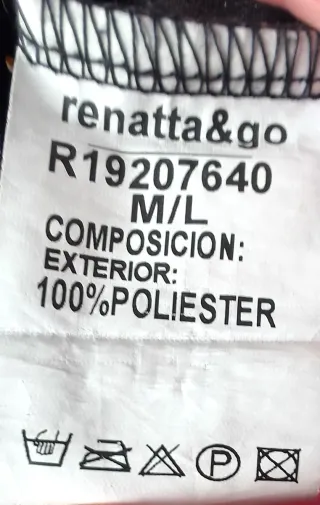 renatta&go
R19207640
M/L
COMPOSICION:
EXTERIOR:
100%POLIESTER
P